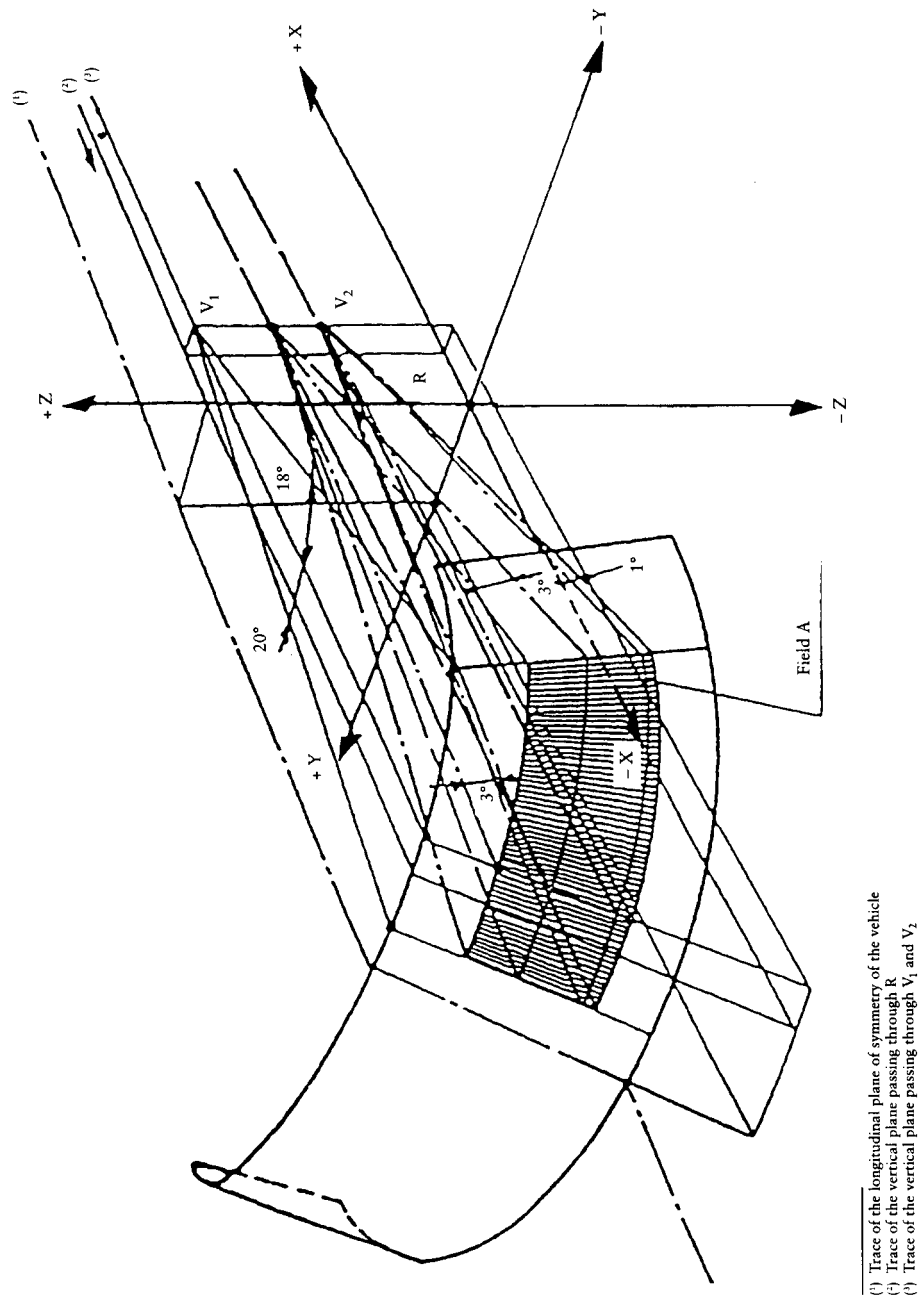 (¹)
(²)
(³)
+ X
– Y
+ Z
V₁
V₂
R
– Z
18°
20°
+ Y
3°
1°
3°
– X
Field A
(¹) Trace of the longitudinal plane of symmetry of the vehicle
(²) Trace of the vertical plane passing through R
(³) Trace of the vertical plane passing through V₁ and V₂